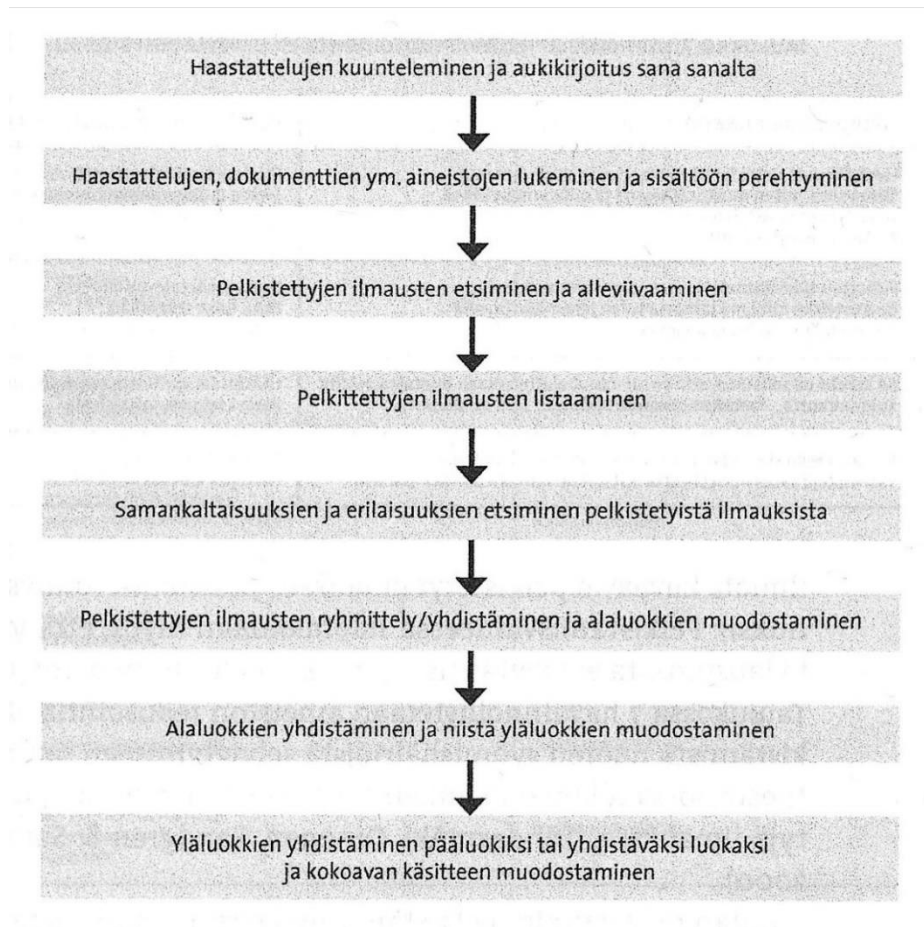 Haastattelujen kuunteleminen ja aukikirjoitus sana sanalta
Haastattelujen, dokumenttien ym. aineistojen lukeminen ja sisältöön perehtyminen
Pelkistettyjen ilmausten etsiminen ja alleviivaaminen
Pelkittettyjen ilmausten listaaminen
Samankaltaisuuksien ja erilaisuuksien etsiminen pelkistetyistä ilmauksista
Pelkistettyjen ilmausten ryhmittely/yhdistäminen ja alaluokkien muodostaminen
Alaluokkien yhdistäminen ja niistä yläluokkien muodostaminen
Yläluokkien yhdistäminen pääluokiksi tai yhdistäväksi luokaksi
ja kokoavan käsitteen muodostaminen